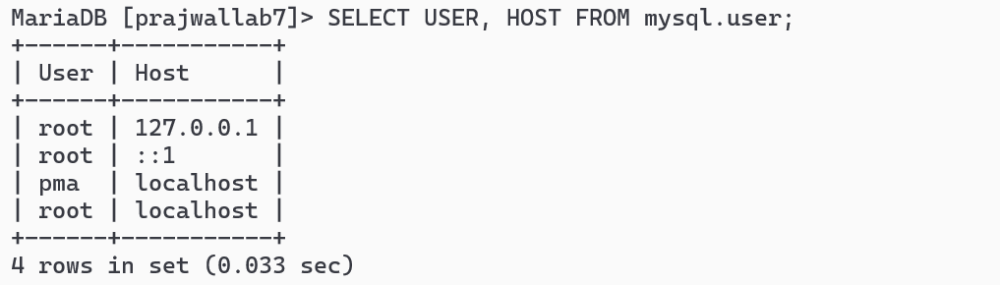 MariaDB [prajwallab7]> SELECT USER, HOST FROM mysql.user;
+------+-----------+
| User | Host      |
+------+-----------+
| root | 127.0.0.1 |
| root | ::1       |
| pma  | localhost |
| root | localhost |
+------+-----------+
4 rows in set (0.033 sec)